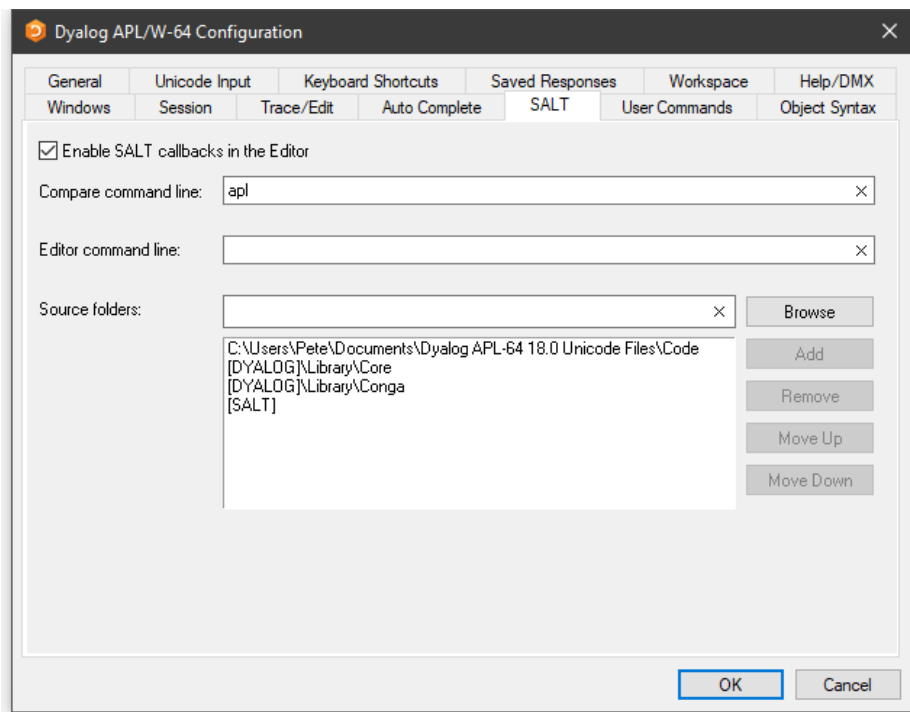 Dyalog APL/W-64 Configuration
General Unicode Input Keyboard Shortcuts Saved Responses Workspace Help/DMX
Windows Session Trace/Edit Auto Complete SALT User Commands Object Syntax
Enable SALT callbacks in the Editor
Compare command line: apl
Editor command line:
Source folders: Browse
C:\Users\Pete\Documents\Dyalog APL-64 18.0 Unicode Files\Code
[DYALOG]\Library\Core
[DYALOG]\Library\Conga
[SALT]
Add
Remove
Move Up
Move Down
OK Cancel